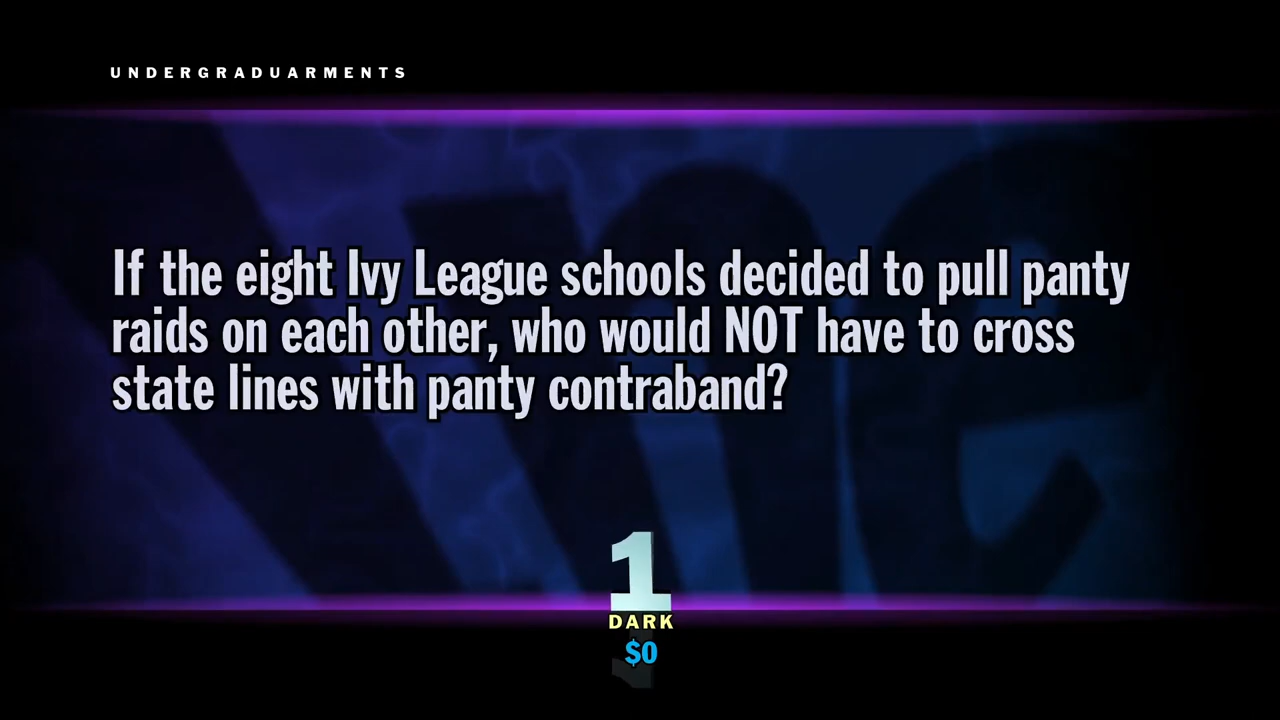 UNDERGRADUARMENTS
If the eight Ivy League schools decided to pull panty
raids on each other, who would NOT have to cross
state lines with panty contraband?
1
DARK
$0